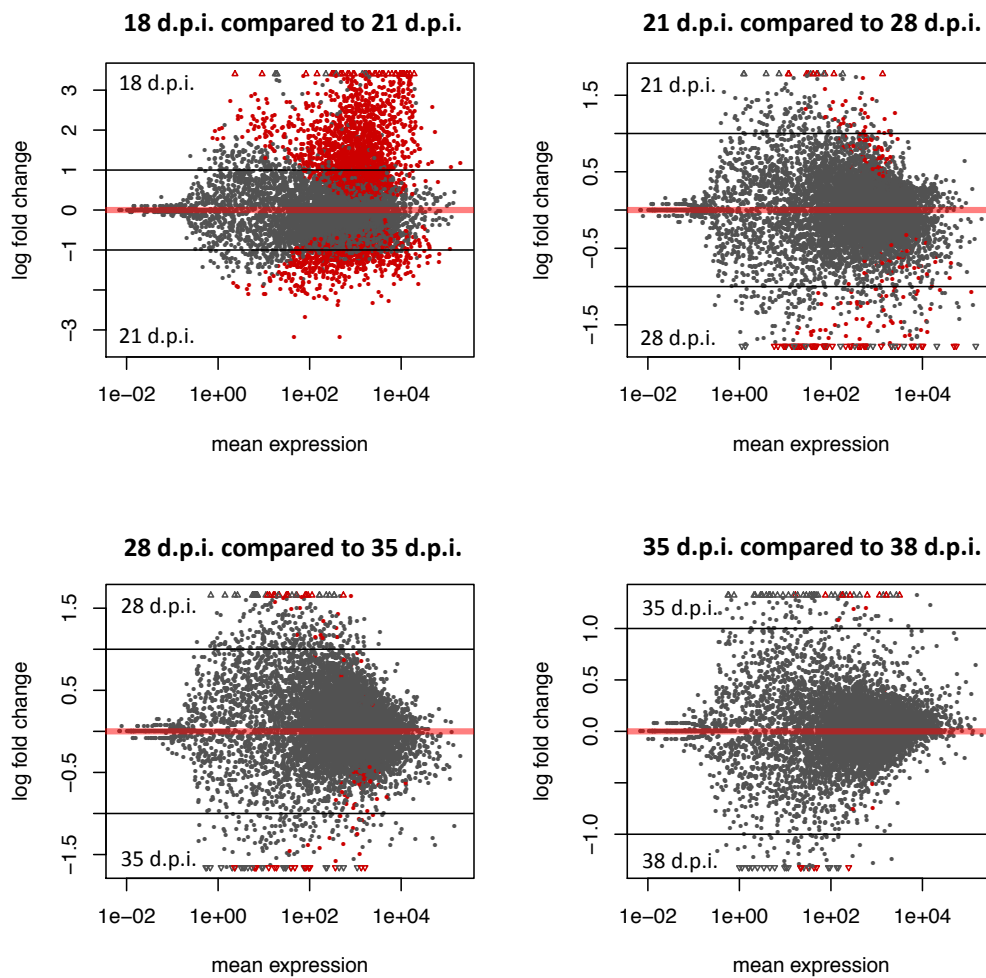 18 d.p.i. compared to 21 d.p.i.
18 d.p.i.
21 d.p.i.
log fold change
3
2
1
0
−1
−3
1e−02
1e+00
1e+02
1e+04
mean expression
21 d.p.i. compared to 28 d.p.i.
21 d.p.i.
28 d.p.i.
log fold change
1.5
0.5
−0.5
−1.5
1e−02
1e+00
1e+02
1e+04
mean expression
28 d.p.i. compared to 35 d.p.i.
28 d.p.i.
35 d.p.i.
log fold change
1.5
0.5
−0.5
−1.5
1e−02
1e+00
1e+02
1e+04
mean expression
35 d.p.i. compared to 38 d.p.i.
35 d.p.i.
38 d.p.i.
log fold change
1.0
0.5
0.0
−1.0
1e−02
1e+00
1e+02
1e+04
mean expression